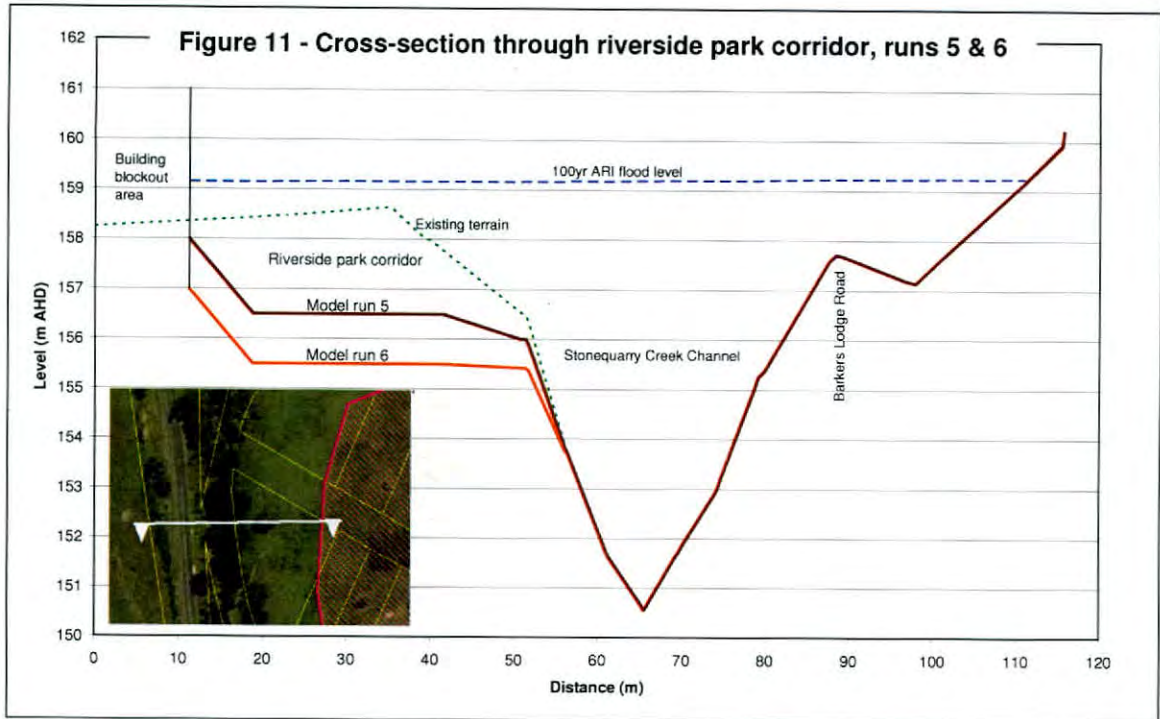 Figure 11 - Cross-section through riverside park corridor, runs 5 & 6
Level (m AHD)
162
161
160
159
158
157
156
155
154
153
152
151
150
Building
blockout
area
100yr ARI flood level
Existing terrain
Riverside park corridor
Model run 5
Model run 6
Stonequarry Creek Channel
Barkers Lodge Road
0
10
20
30
40
50
60
70
80
90
100
110
120
Distance (m)